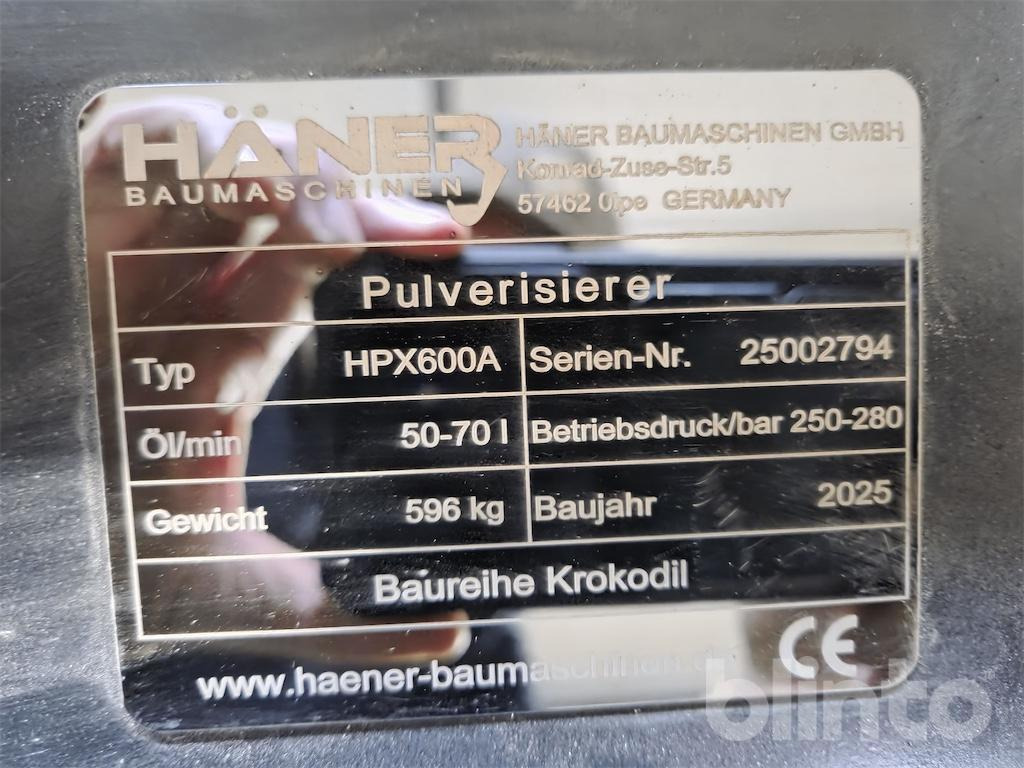 HÄNER
BAUMASCHINEN
HÄNER BAUMASCHINEN GMBH
Konrad-Zuse-Str.5
57462 Olpe GERMANY
Pulverisierer
Typ HPX600A Serien-Nr. 25002794
Öl/min 50-70 l Betriebsdruck/bar 250-280
Gewicht 596 kg Baujahr 2025
Baureihe Krokodil
www.haener-baumaschinen.de
CE
blinto